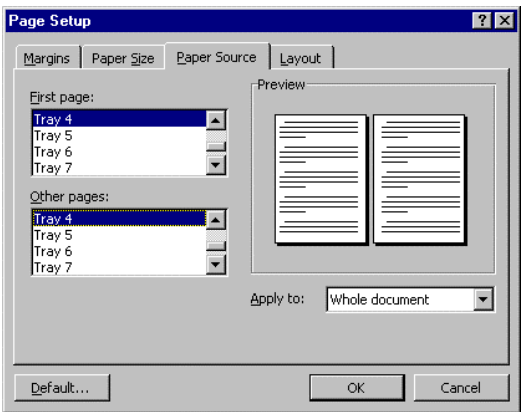 Page Setup
Margins Paper Size Paper Source Layout
First page:
Tray 4
Tray 5
Tray 6
Tray 7
Other pages:
Tray 4
Tray 5
Tray 6
Tray 7
Preview
Apply to: Whole document
Default... OK Cancel